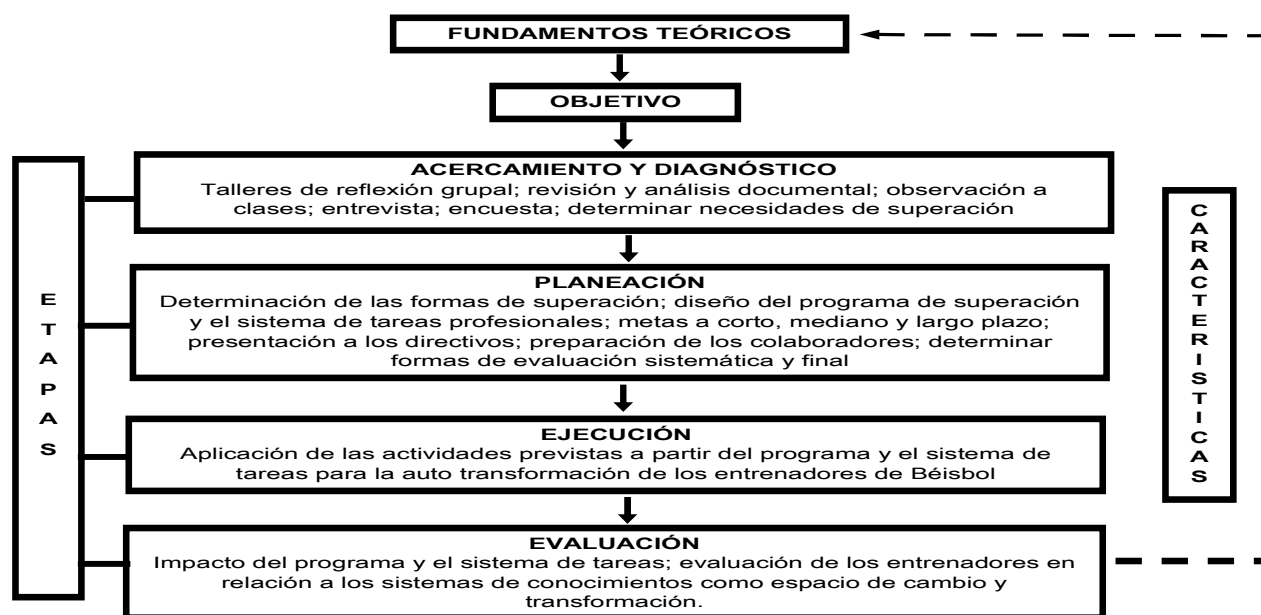 FUNDAMENTOS TEÓRICOS
OBJETIVO
ETAPAS
ACERCAMIENTO Y DIAGNÓSTICO
Talleres de reflexión grupal; revisión y análisis documental; observación a
clases; entrevista; encuesta; determinar necesidades de superación
PLANEACIÓN
Determinación de las formas de superación; diseño del programa de superación
y el sistema de tareas profesionales; metas a corto, mediano y largo plazo;
presentación a los directivos; preparación de los colaboradores; determinar
formas de evaluación sistemática y final
EJECUCIÓN
Aplicación de las actividades previstas a partir del programa y el sistema de
tareas para la auto transformación de los entrenadores de Béisbol
EVALUACIÓN
Impacto del programa y el sistema de tareas; evaluación de los entrenadores en
relación a los sistemas de conocimientos como espacio de cambio y
transformación.
CARACTERISTICAS